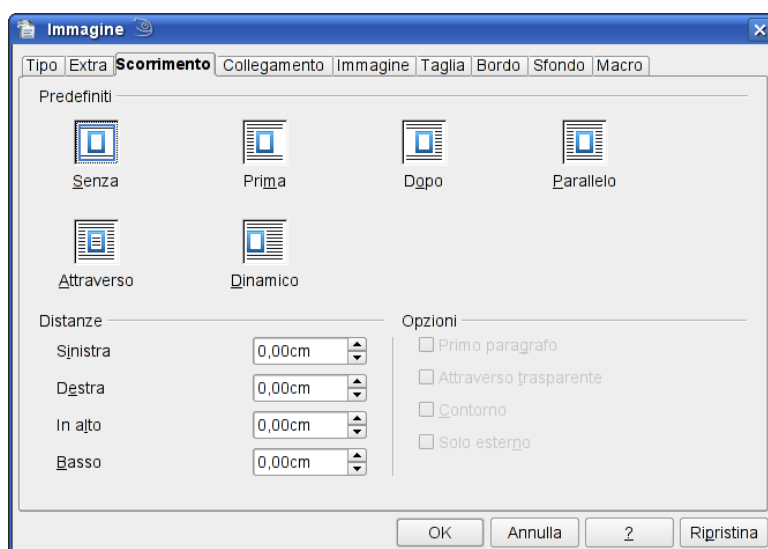 Immagine
Tipo Extra Scorrimento Collegamento Immagine Taglia Bordo Sfondo Macro
Predefiniti
Senza Prima Dopo Parallelo
Attraverso Dinamico
Distanze
Sinistra 0,00cm
Destra 0,00cm
In alto 0,00cm
Basso 0,00cm
Opzioni
Primo paragrafo
Attraverso trasparente
Contorno
Solo esterno
OK Annulla ? Ripristina